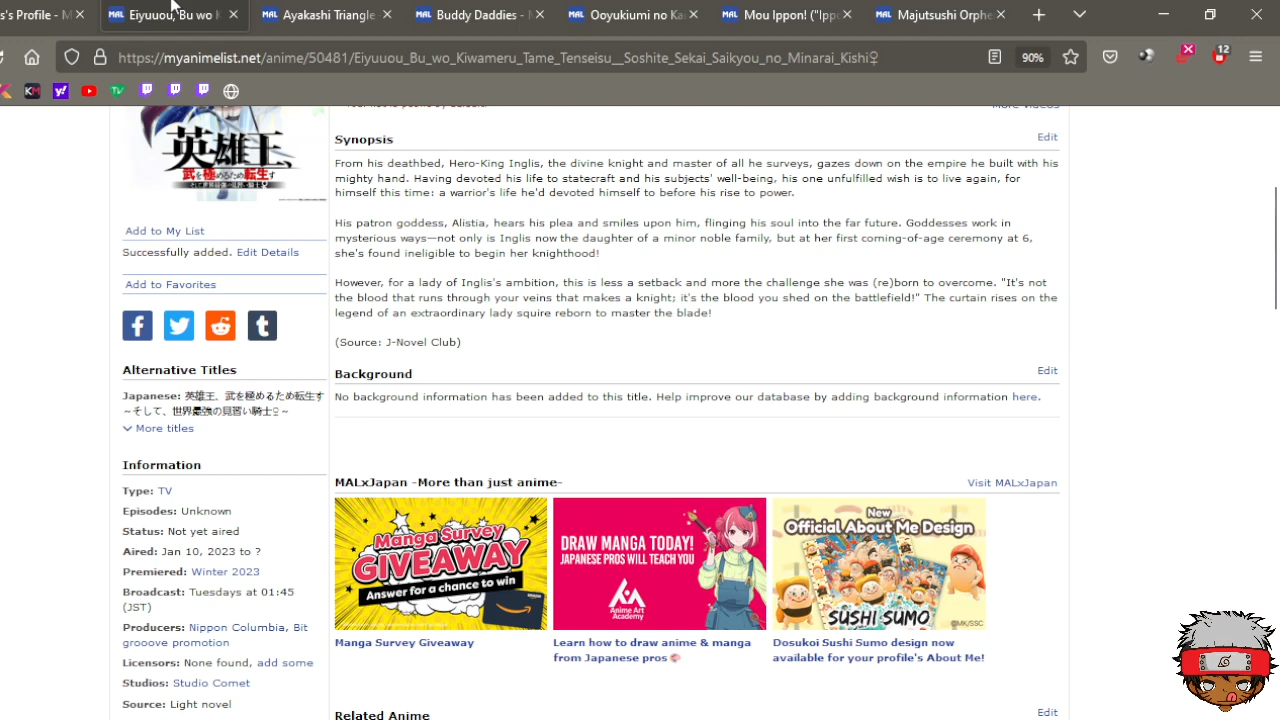 s's Profile - M
MAL Eiyuuou, Bu wo K
MAL Ayakashi Triangle
MAL Buddy Daddies - M
MAL Ooyukiumi no Ka
MAL Mou Ippon! ("Ippo
MAL Majutsushi Orphe
https://myanimelist.net/anime/50481/Eiyuuou_Bu_wo_Kiwameru_Tame_Tenseisu__Soshite_Sekai_Saikyou_no_Minarai_Kishi♀
90%
12
KM
y!
TV
英雄王、
武を極めるため転生す
More videos
Synopsis
Edit
From his deathbed, Hero-King Inglis, the divine knight and master of all he surveys, gazes down on the empire he built with his
mighty hand. Having devoted his life to statecraft and his subjects' well-being, his one unfulfilled wish is to live again, for
himself this time: a warrior's life he'd devoted himself to before his rise to power.
His patron goddess, Alistia, hears his plea and smiles upon him, flinging his soul into the far future. Goddesses work in
mysterious ways—not only is Inglis now the daughter of a minor noble family, but at her first coming-of-age ceremony at 6,
she's found ineligible to begin her knighthood!
However, for a lady of Inglis's ambition, this is less a setback and more the challenge she was (re)born to overcome. "It's not
the blood that runs through your veins that makes a knight; it's the blood you shed on the battlefield!" The curtain rises on the
legend of an extraordinary lady squire reborn to master the blade!
(Source: J-Novel Club)
Background
Edit
No background information has been added to this title. Help improve our database by adding background information here.
MALxJapan -More than just anime-
Visit MALxJapan
Manga Survey
GIVEAWAY
Answer for a chance to win
amazon
DRAW MANGA TODAY!
JAPANESE PROS WILL TEACH YOU
Anime Art
Academy
New
Official About Me Design
SUSHI SUMO
©MK/SSC
Manga Survey Giveaway
Learn how to draw anime & manga
from Japanese pros
Dosukoi Sushi Sumo design now
available for your profile's About Me!
Related Anime
Edit
Add to My List
Successfully added. Edit Details
Add to Favorites
Alternative Titles
Japanese: 英雄王、武を極めるため転生す
～そして、世界最強の見習い騎士♀～
More titles
Information
Type: TV
Episodes: Unknown
Status: Not yet aired
Aired: Jan 10, 2023 to ?
Premiered: Winter 2023
Broadcast: Tuesdays at 01:45
(JST)
Producers: Nippon Columbia, Bit
grooove promotion
Licensors: None found, add some
Studios: Studio Comet
Source: Light novel